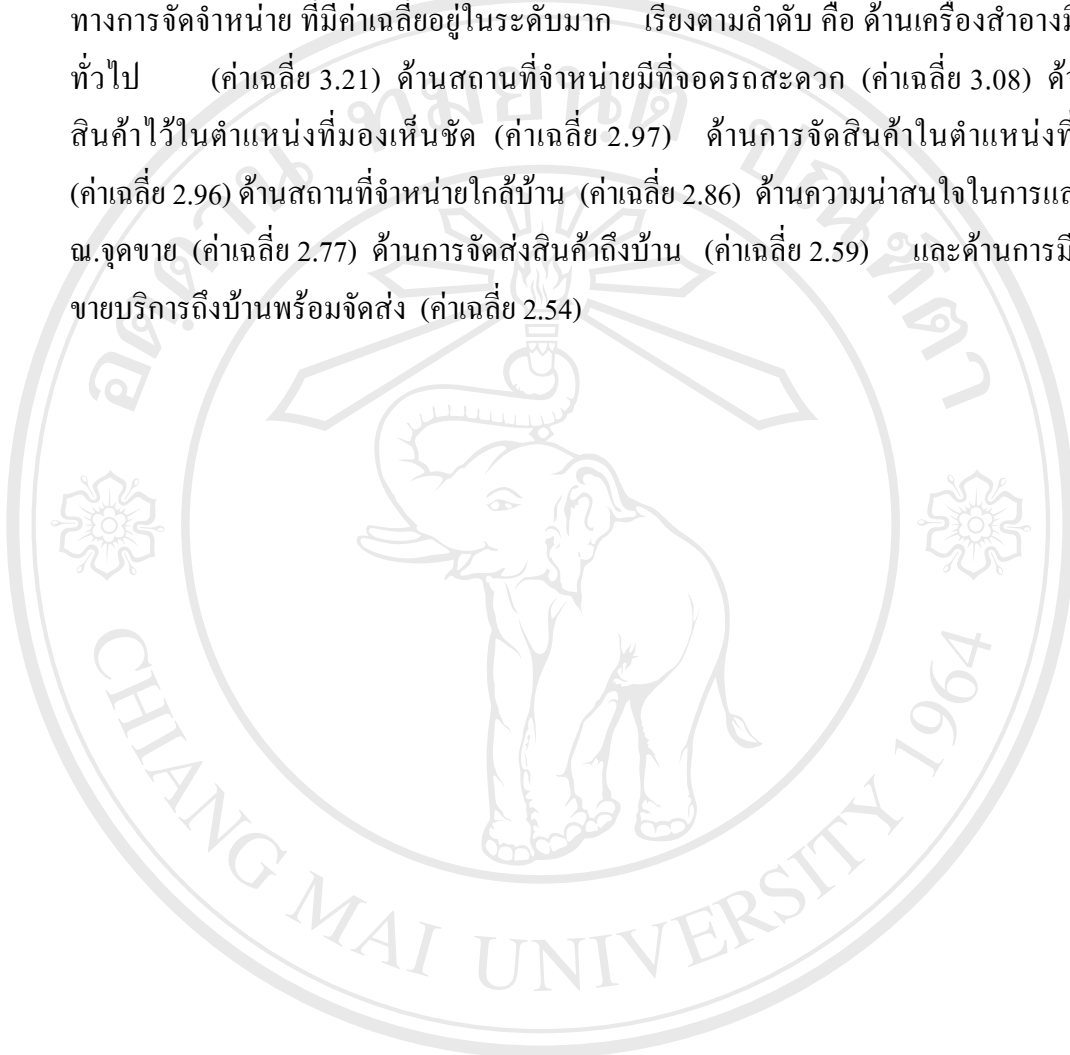 ทางการจัดจำหน่าย ที่มีค่าเฉลี่ยอยู่ในระดับมาก เรียงตามลำดับ คือ ด้านเครื่องสำอางมี
ทั่วไป (ค่าเฉลี่ย 3.21) ด้านสถานที่จำหน่ายมีที่จอดรถสะดวก (ค่าเฉลี่ย 3.08)
สินค้าไว้ในตำแหน่งที่มองเห็นชัด (ค่าเฉลี่ย 2.97) ด้านการจัดสินค้าในตำแหน่งที่
(ค่าเฉลี่ย 2.96) ด้านสถานที่จำหน่ายใกล้บ้าน (ค่าเฉลี่ย 2.86) ด้านความน่าสนใจในการ
ณ.จุดขาย (ค่าเฉลี่ย 2.77) ด้านการจัดส่งสินค้าถึงบ้าน (ค่าเฉลี่ย 2.59) และด้านการมี
ขายบริการถึงบ้านพร้อมจัดส่ง (ค่าเฉลี่ย 2.54)
อตฺตานํ ทมยนฺติ ปณฺฑิตา
CHIANG MAI UNIVERSITY 1964